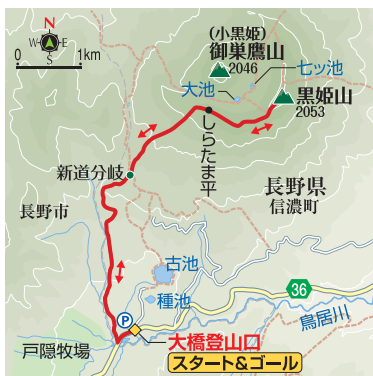 N
W E
S
0 1km
(小黒姫)
御巣鷹山
2046
七ッ池
大池
黒姫山
2053
しらたま平
新道分岐
長野県
信濃町
長野市
古池
種池
36
鳥居川
P
大橋登山口
戸隠牧場
スタート&ゴール